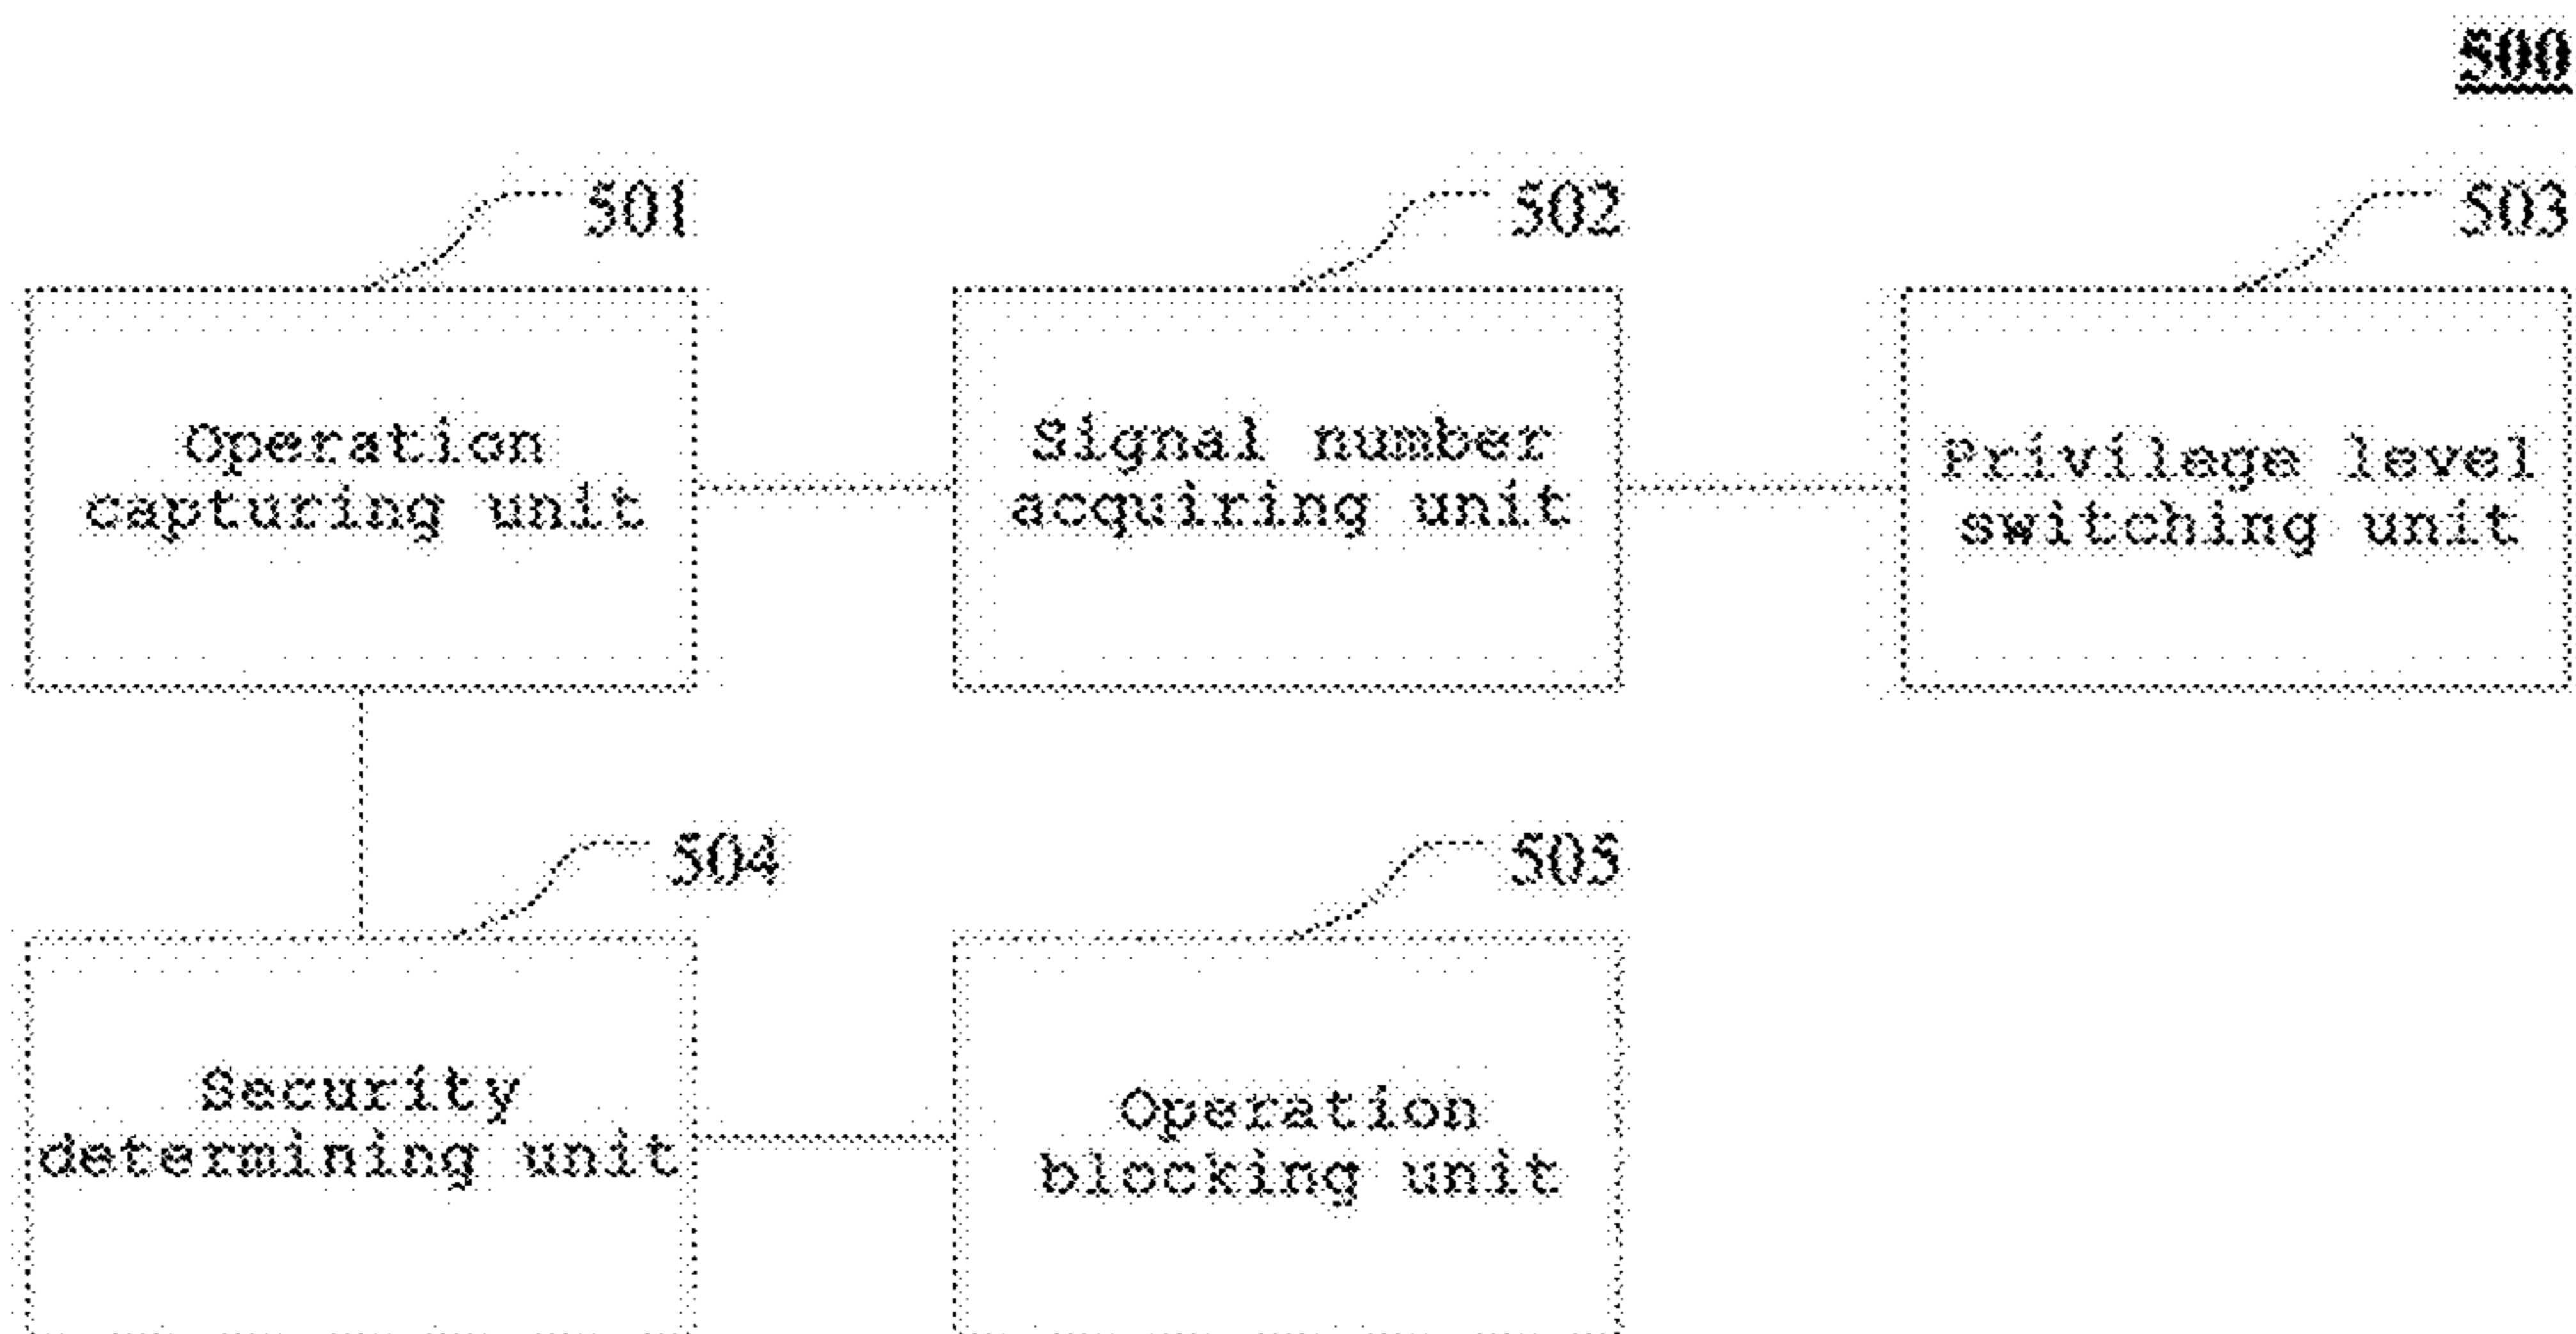 500
501
502
503
Operation
capturing unit
Signal number
acquiring unit
Privilege level
switching unit
504
505
Security
determining unit
Operation
blocking unit